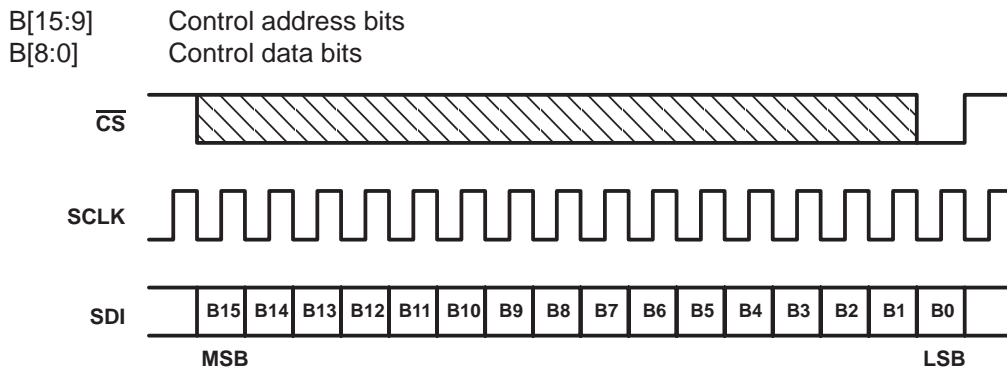 B[15:9] Control address bits
B[8:0] Control data bits
CS
SCLK
SDI B15 B14 B13 B12 B11 B10 B9 B8 B7 B6 B5 B4 B3 B2 B1 B0
MSB LSB